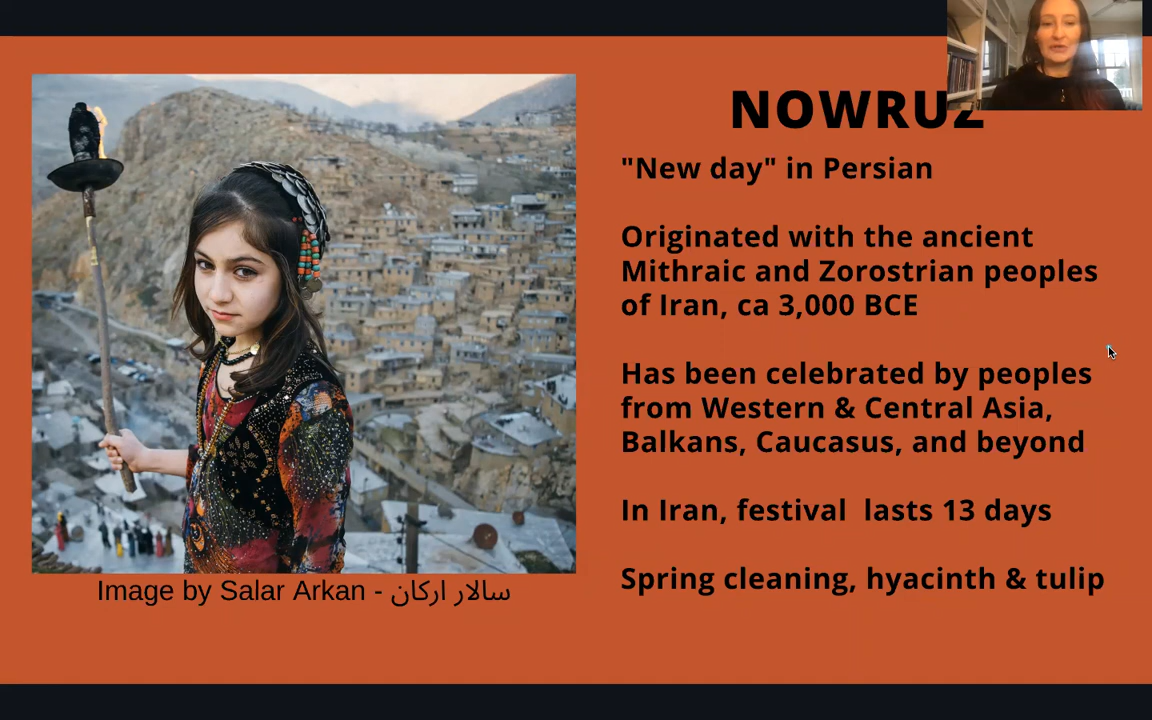 NOWRUZ
"New day" in Persian
Originated with the ancient
Mithraic and Zorostrian peoples
of Iran, ca 3,000 BCE
Has been celebrated by peoples
from Western & Central Asia,
Balkans, Caucasus, and beyond
In Iran, festival  lasts 13 days
Spring cleaning, hyacinth & tulip
Image by Salar Arkan - سالار ارکان